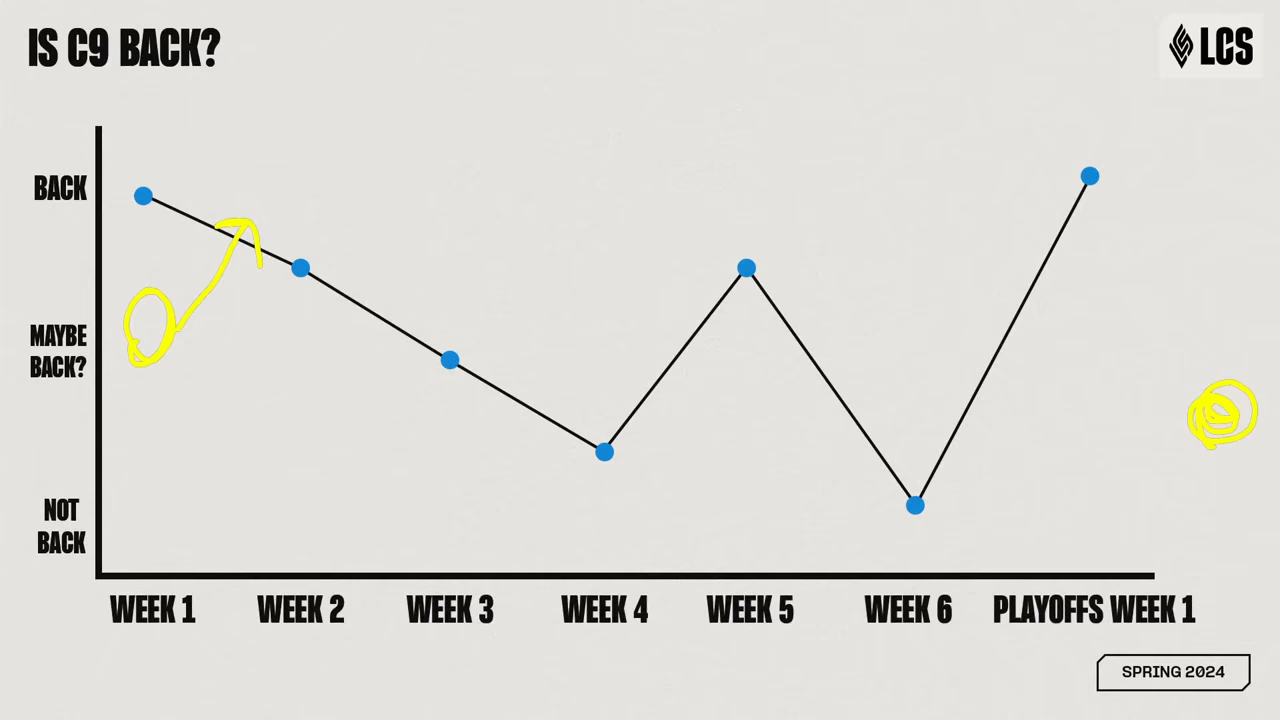 IS C9 BACK?
LCS
BACK
MAYBE
BACK?
NOT
BACK
WEEK 1 WEEK 2 WEEK 3 WEEK 4 WEEK 5 WEEK 6 PLAYOFFS WEEK 1
SPRING 2024